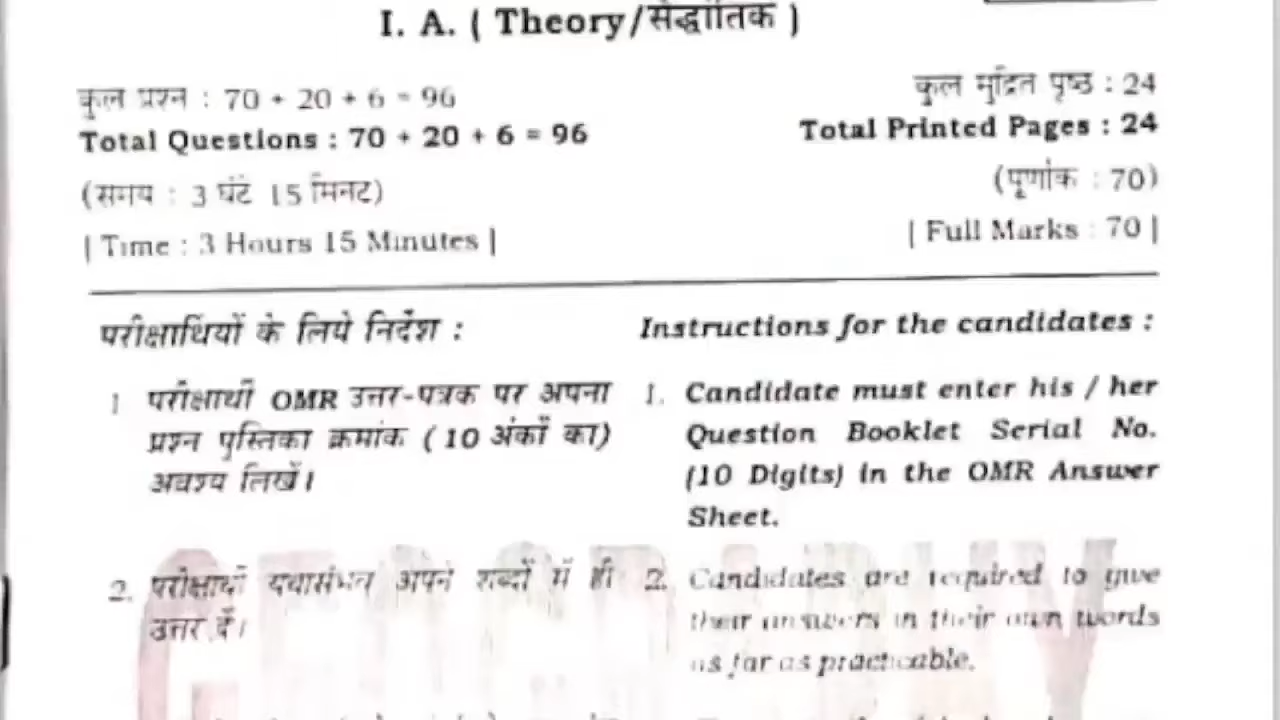 I. A. ( Theory/सैद्धांतिक )
कुल प्रश्न : 70 + 20 + 6 = 96
कुल मुद्रित पृष्ठ : 24
Total Questions : 70 + 20 + 6 = 96
Total Printed Pages : 24
(समय : 3 घंटे 15 मिनट)
(पूर्णांक : 70)
| Time : 3 Hours 15 Minutes |
| Full Marks : 70 |
परीक्षार्थियों के लिये निर्देश :
Instructions for the candidates :
1 परीक्षार्थी OMR उत्तर-पत्रक पर अपना
प्रश्न पुस्तिका क्रमांक ( 10 अंकों का)
अवश्य लिखें।
1. Candidate must enter his / her
Question Booklet Serial No.
(10 Digits) in the OMR Answer
Sheet.
2. परीक्षार्थी यथासंभव अपने शब्दों में ही
उत्तर दें।
2. Candidates are required to give
their answers in their own words
as far as practicable.